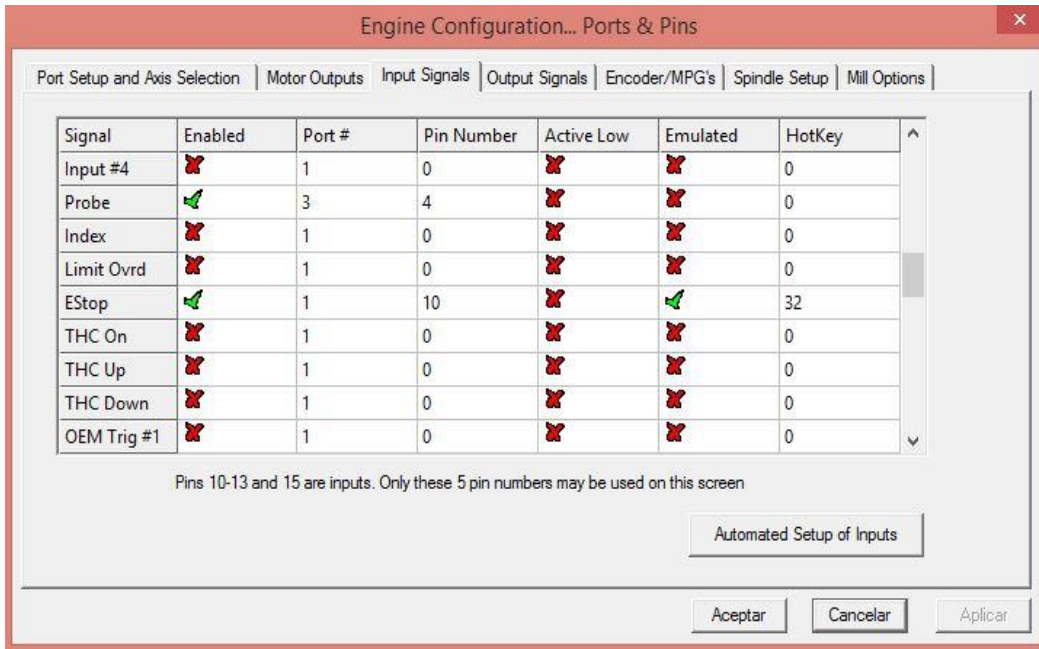 Engine Configuration... Ports & Pins
Port Setup and Axis Selection Motor Outputs Input Signals Output Signals Encoder/MPG's Spindle Setup Mill Options
Signal Enabled Port # Pin Number Active Low Emulated HotKey
Input #4 1 0 0
Probe 3 4 0
Index 1 0 0
Limit Ovrd 1 0 0
EStop 1 10 32
THC On 1 0 0
THC Up 1 0 0
THC Down 1 0 0
OEM Trig #1 1 0 0
Pins 10-13 and 15 are inputs. Only these 5 pin numbers may be used on this screen
Automated Setup of Inputs
Aceptar Cancelar Aplicar